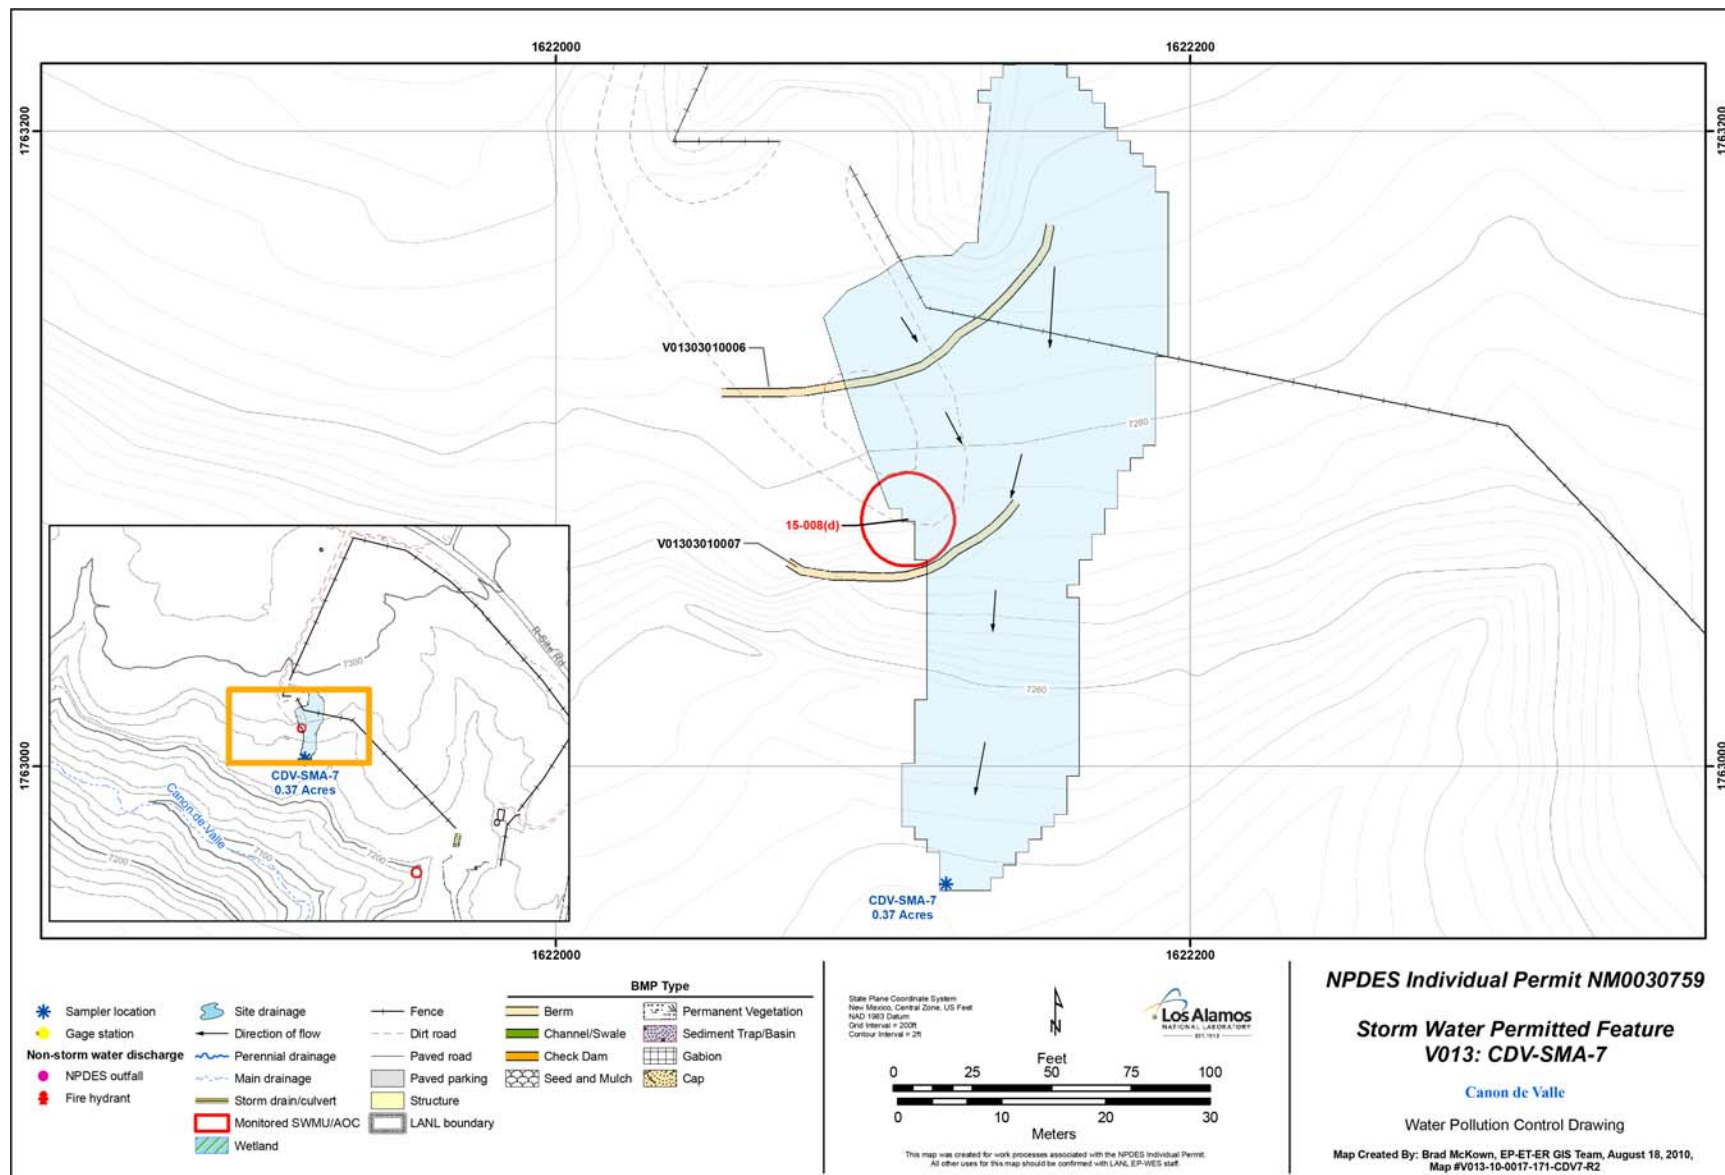 1622000
1622200
1763200
1763200
V01303010006
7280
15-008(d)
V01303010007
R-Site Rd
7300
7260
1763000
1763000
CDV-SMA-7
0.37 Acres
Canon de Valle
7200
7100
7200
CDV-SMA-7
0.37 Acres
1622000
1622200
BMP Type
Sampler location
Gage station
Non-storm water discharge
NPDES outfall
Fire hydrant
Site drainage
Direction of flow
Perennial drainage
Main drainage
Storm drain/culvert
Monitored SWMU/AOC
Wetland
Fence
Dirt road
Paved road
Paved parking
Structure
LANL boundary
Berm
Channel/Swale
Check Dam
Seed and Mulch
Permanent Vegetation
Sediment Trap/Basin
Gabion
Cap
State Plane Coordinate System
New Mexico, Central Zone, US Feet
NAD 1983 Datum
Grid Interval = 200ft
Contour Interval = 2ft
N
Los Alamos
NATIONAL LABORATORY
EST. 1943
Feet
0 25 50 75 100
0 10 20 30
Meters
This map was created for work processes associated with the NPDES Individual Permit.
All other uses for this map should be confirmed with LANL EP-WES staff.
NPDES Individual Permit NM0030759
Storm Water Permitted Feature
V013: CDV-SMA-7
Canon de Valle
Water Pollution Control Drawing
Map Created By: Brad McKown, EP-ET-ER GIS Team, August 18, 2010,
Map #V013-10-0017-171-CDV7-R2